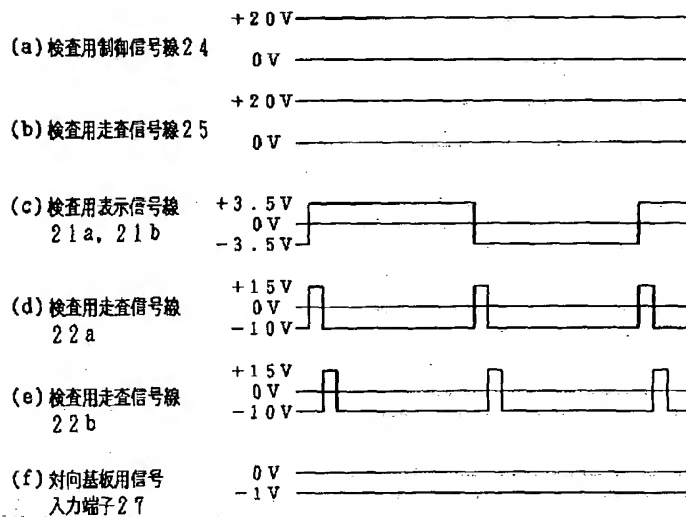 +20V
(a)検査用制御信号線24
0V
+20V
(b)検査用走査信号線25
0V
(c)検査用表示信号線
21a, 21b
+3.5V
0V
-3.5V
(d)検査用走査信号線
22a
+15V
0V
-10V
(e)検査用走査信号線
22b
+15V
0V
-10V
(f)対向基板用信号
入力端子27
0V
-1V